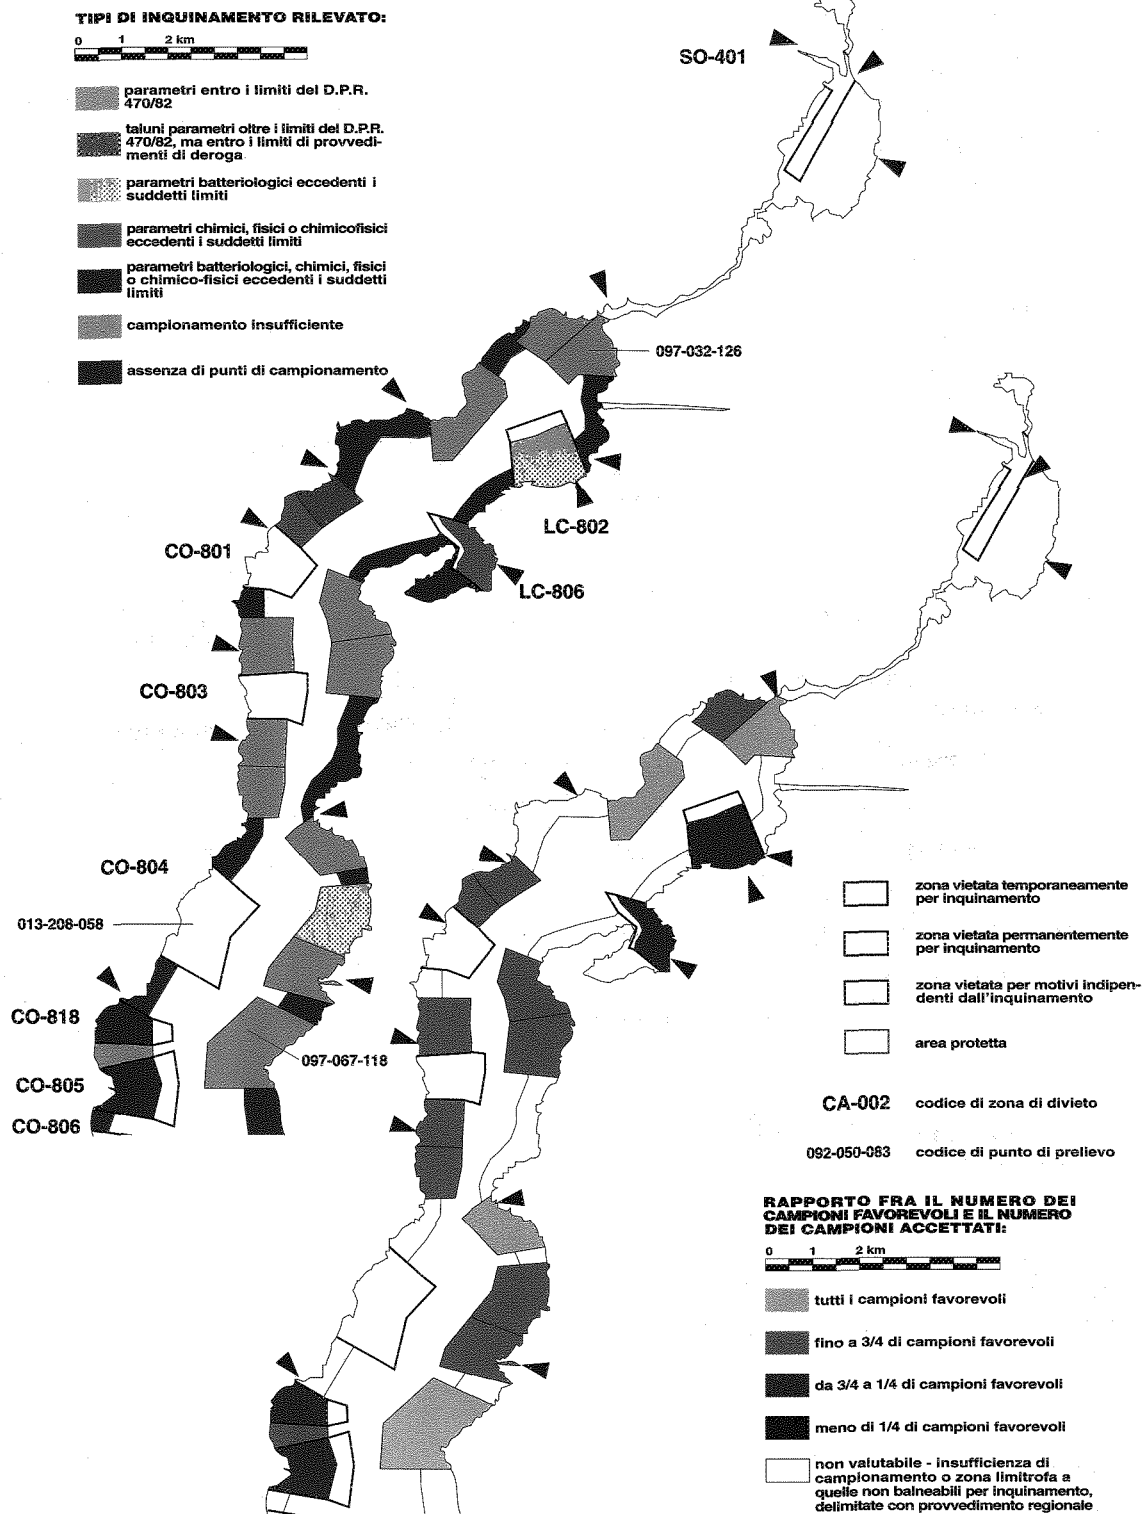 TIPI DI INQUINAMENTO RILEVATO:
0 1 2 km
parametri entro i limiti del D.P.R.
470/82
taluni parametri oltre i limiti del D.P.R.
470/82, ma entro i limiti di provvedi-
menti di deroga
parametri batteriologici eccedenti i
suddetti limiti
parametri chimici, fisici o chimicofisici
eccedenti i suddetti limiti
parametri batteriologici, chimici, fisici
o chimico-fisici eccedenti i suddetti
limiti
campionamento insufficiente
assenza di punti di campionamento
SO-401
097-032-126
LC-802
CO-801
LC-806
CO-803
CO-804
013-208-058
CO-818
097-067-118
CO-805
CO-806
zona vietata temporaneamente
per inquinamento
zona vietata permanentemente
per inquinamento
zona vietata per motivi indipen-
denti dall'inquinamento
area protetta
CA-002 codice di zona di divieto
092-050-083 codice di punto di prelievo
RAPPORTO FRA IL NUMERO DEI
CAMPIONI FAVOREVOLI E IL NUMERO
DEI CAMPIONI ACCETTATI:
0 1 2 km
tutti i campioni favorevoli
fino a 3/4 di campioni favorevoli
da 3/4 a 1/4 di campioni favorevoli
meno di 1/4 di campioni favorevoli
non valutabile - insufficienza di
campionamento o zona limitrofa a
quelle non balneabili per inquinamento,
delimitate con provvedimento regionale